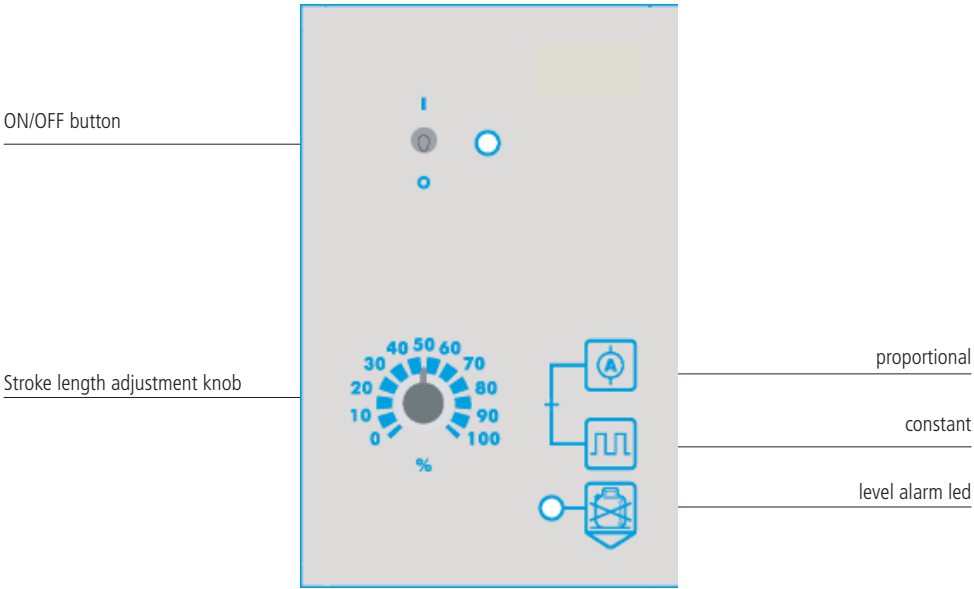 ON/OFF button
I
O
Stroke length adjustment knob
0 10 20 30 40 50 60 70 80 90 100
%
A
proportional
constant
level alarm led